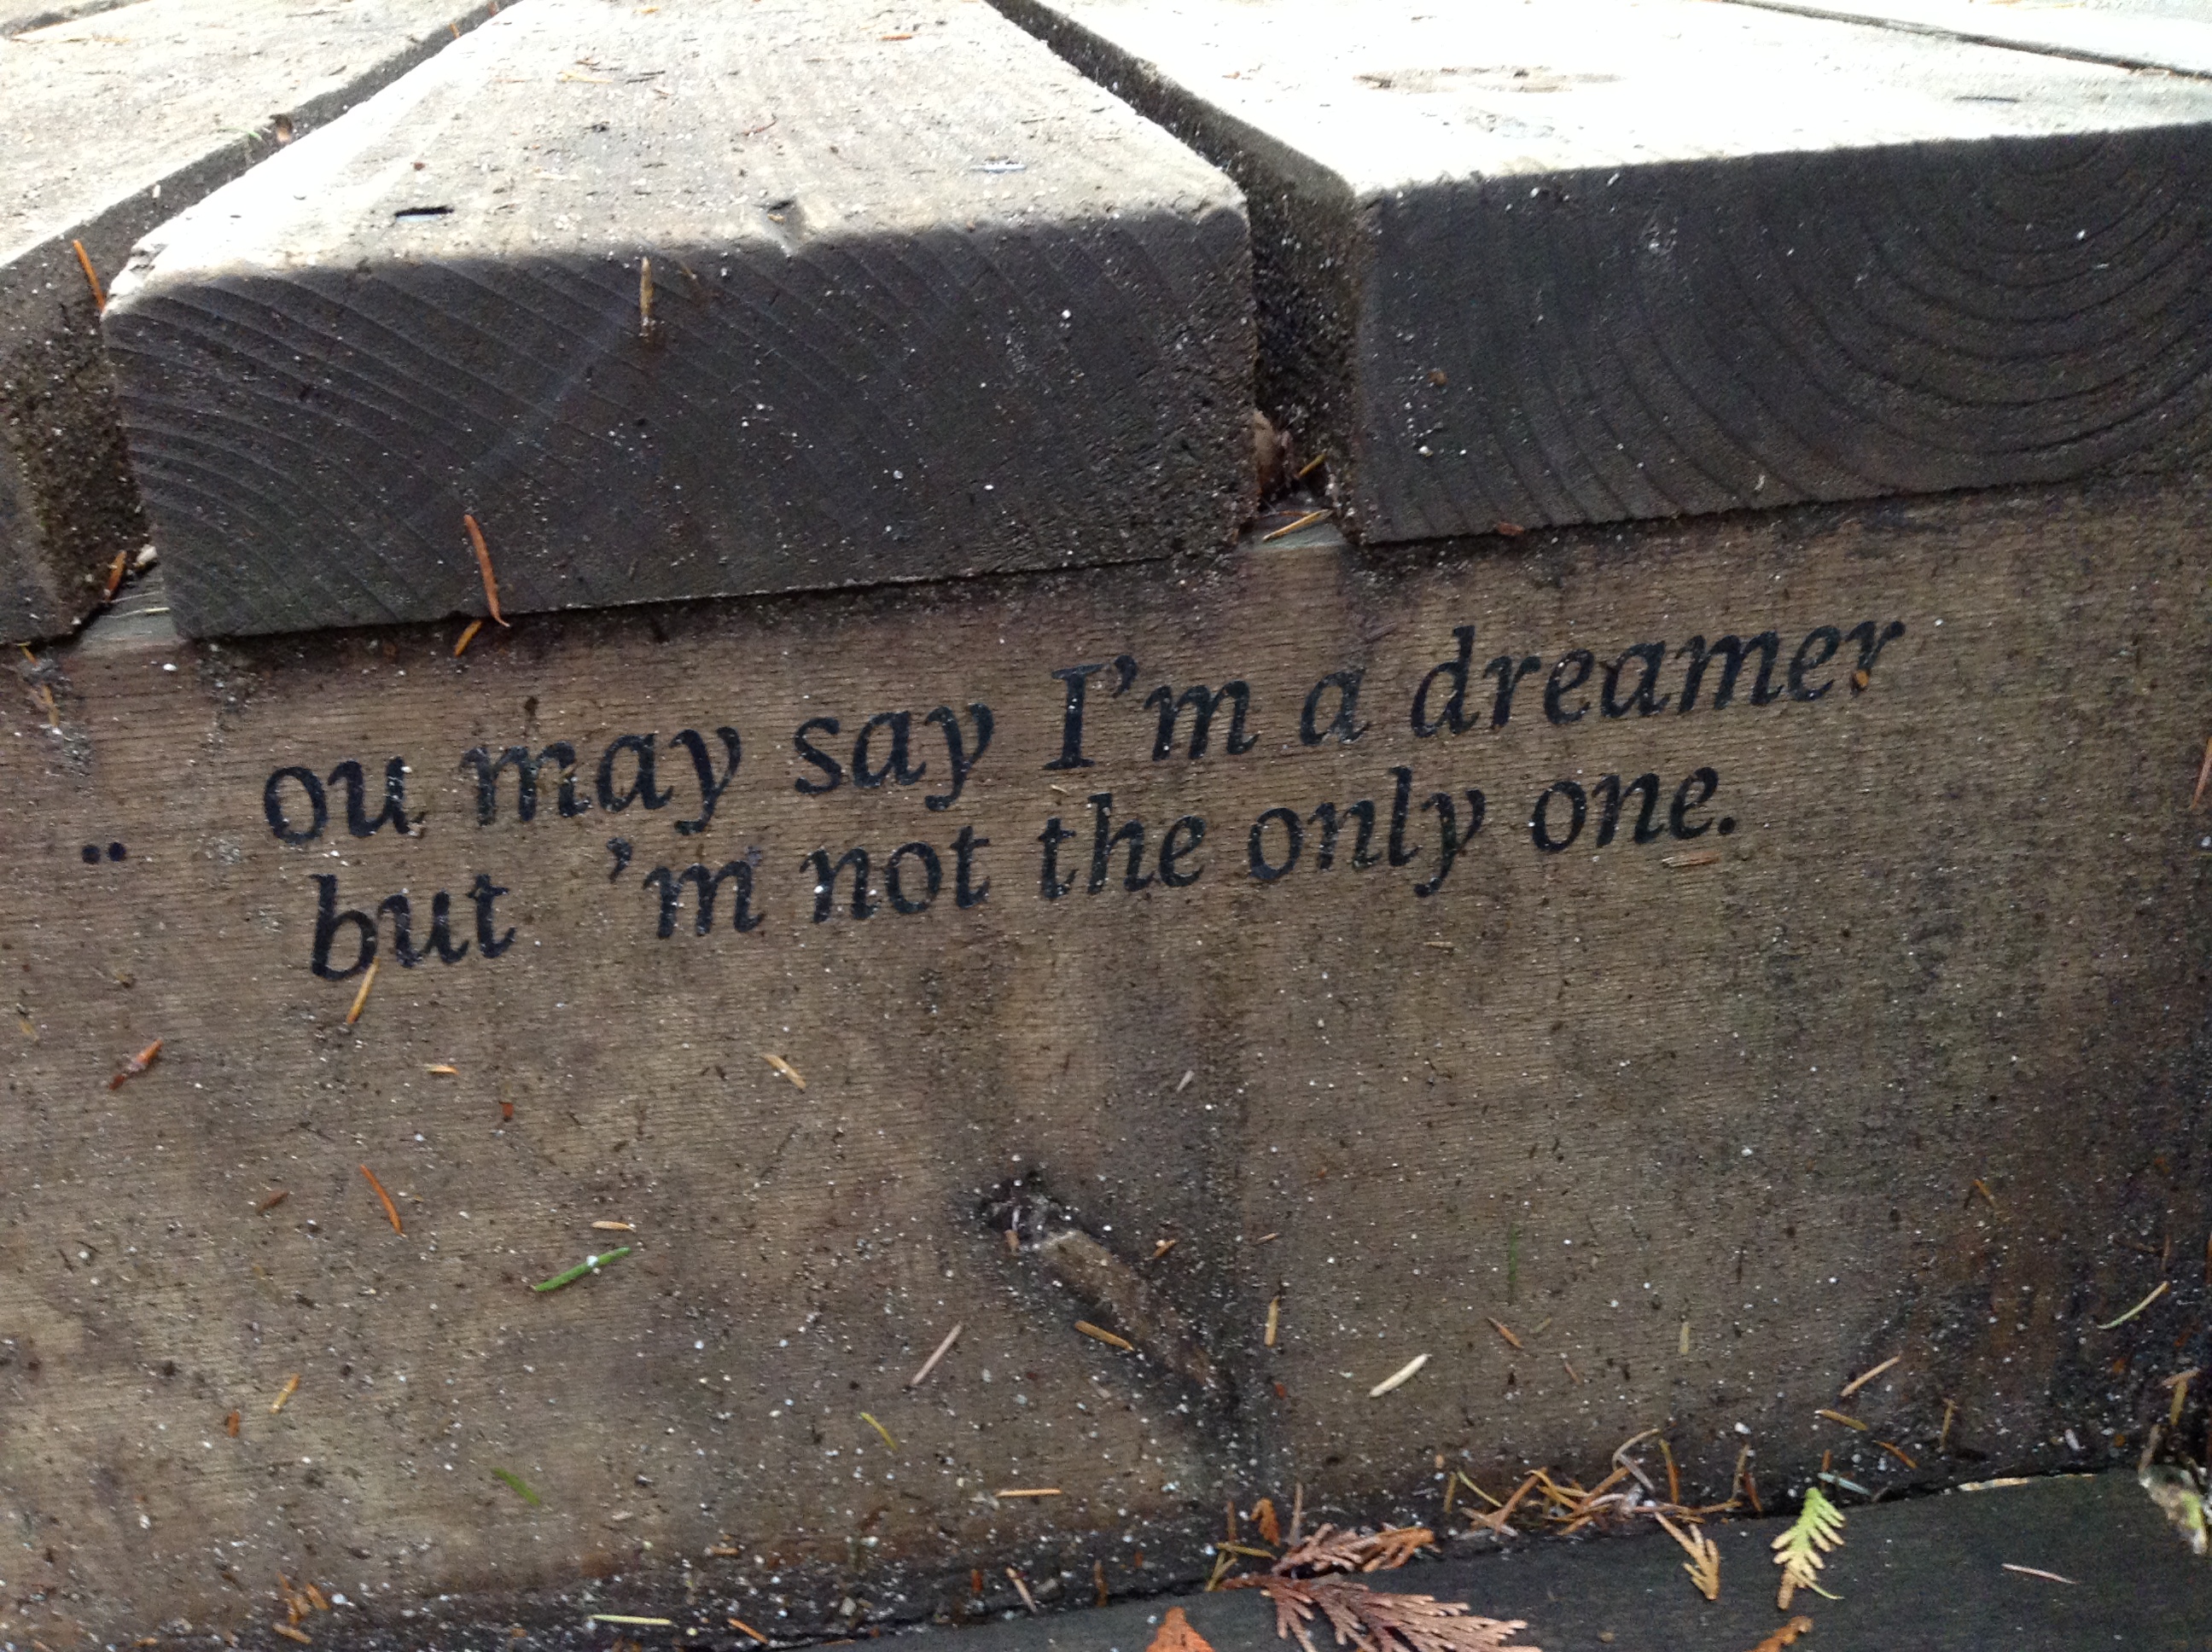 .. ou may say I'm a dreamer
but 'm not the only one.